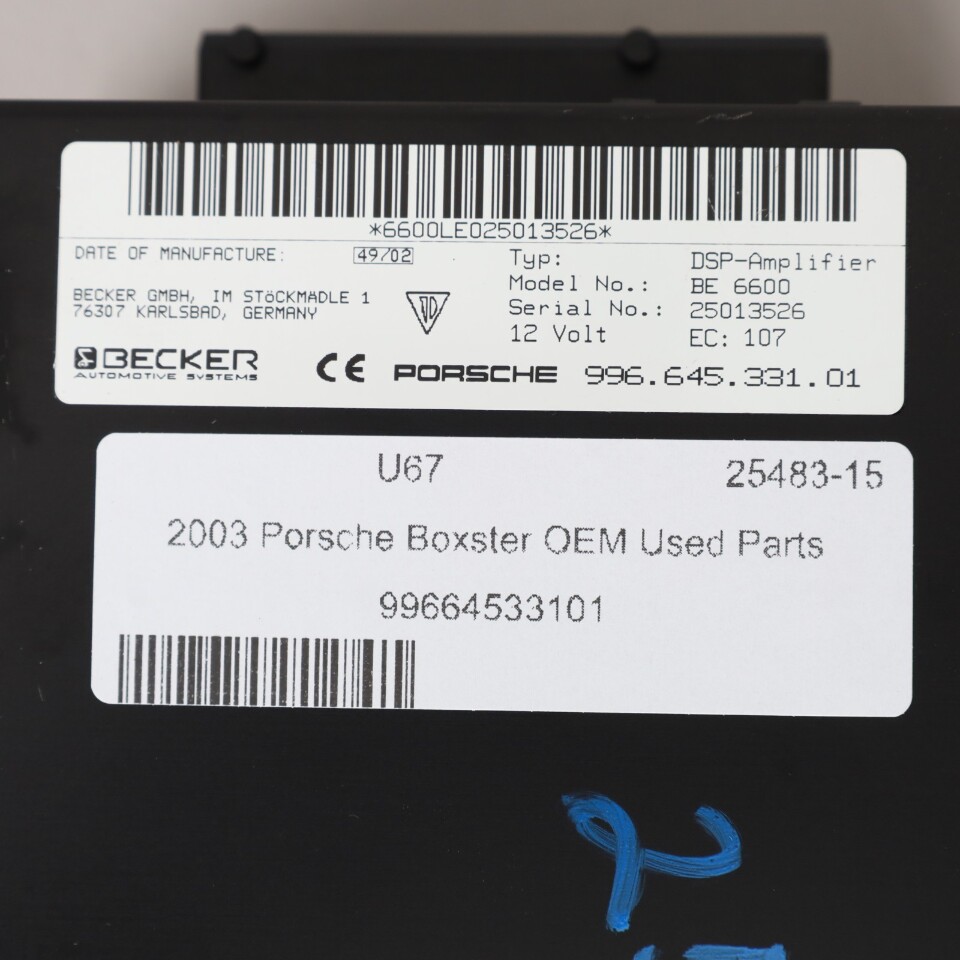 *6600LE025013526*
DATE OF MANUFACTURE: 49/02
BECKER GMBH, IM STöCKMäDLE 1
76307 KARLSBAD, GERMANY
BECKER
AUTOMOTIVE SYSTEMS
CE PORSCHE 996.645.331.01
Typ: DSP-Amplifier
Model No.: BE 6600
Serial No.: 25013526
12 Volt EC: 107
U67 25483-15
2003 Porsche Boxster OEM Used Parts
99664533101